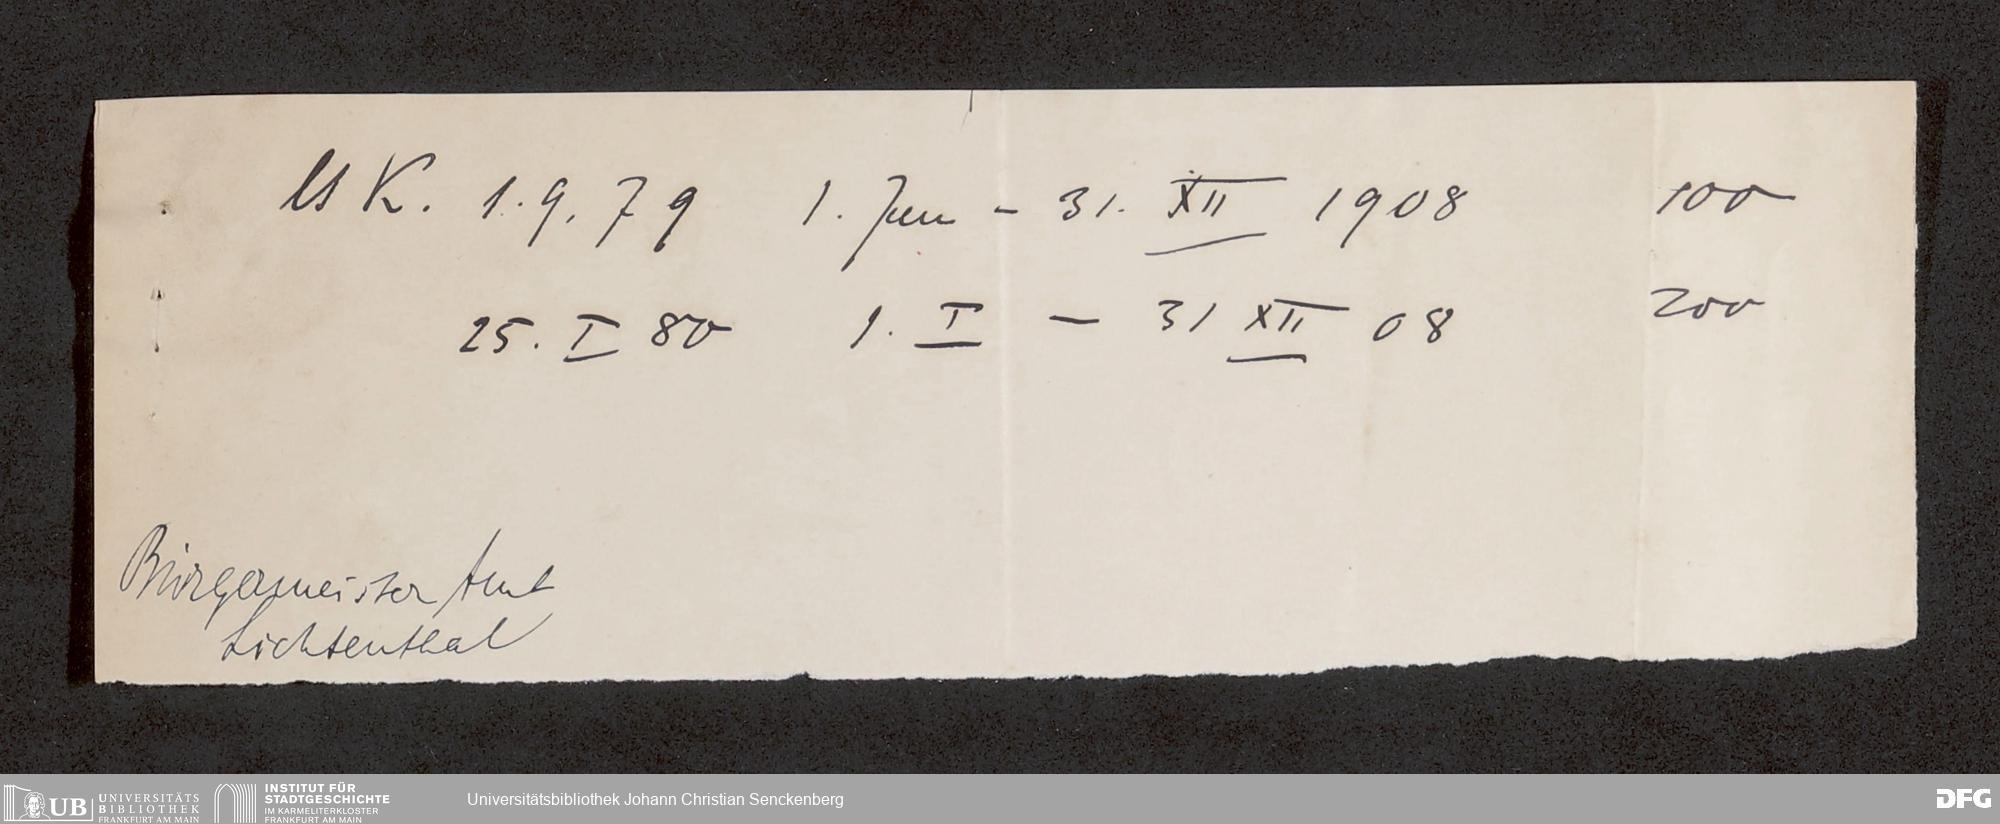 M K. 1.9.79 1. Jun – 31. XII 1908 100
25. I 80 1. I – 31 XII 08 200
Bürgermeister Amt
Lichtenthal
UB UNIVERSITÄTS BIBLIOTHEK FRANKFURT AM MAIN
INSTITUT FÜR STADTGESCHICHTE IM KARMELITERKLOSTER FRANKFURT AM MAIN
Universitätsbibliothek Johann Christian Senckenberg
DFG